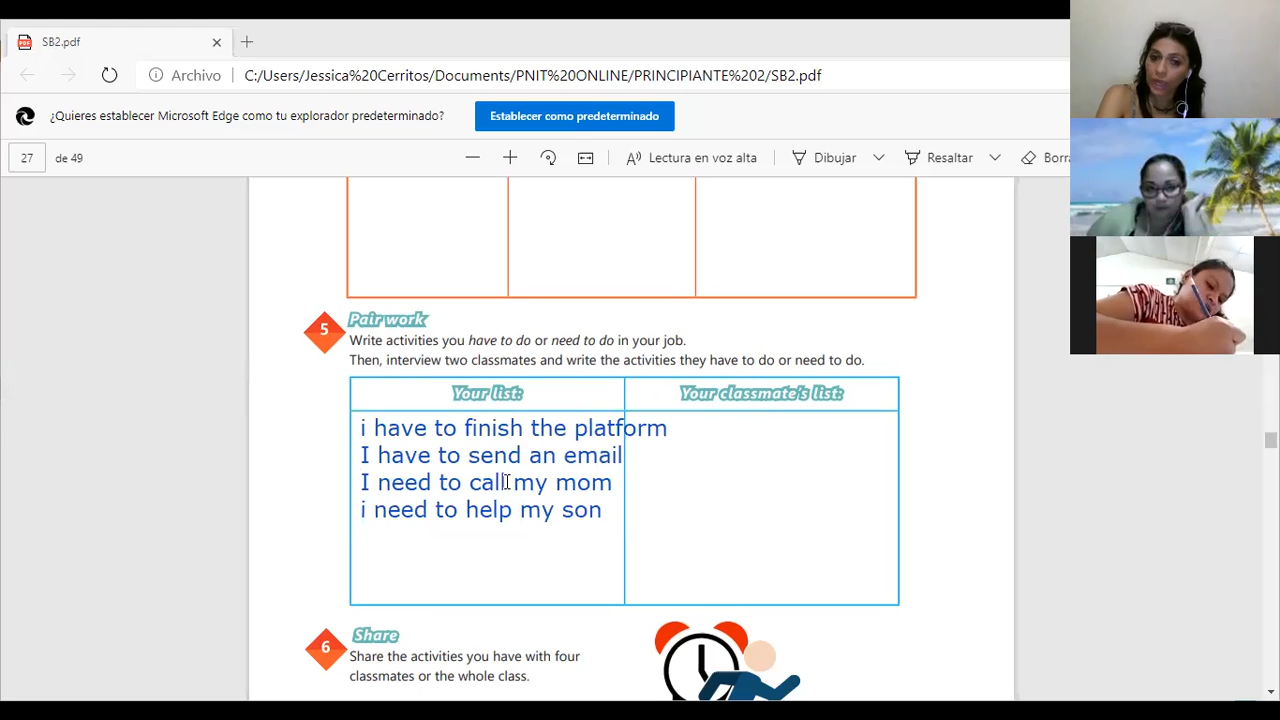 SB2.pdf
Archivo C:/Users/Jessica%20Cerritos/Documents/PNIT%20ONLINE/PRINCIPIANTE%202/SB2.pdf
¿Quieres establecer Microsoft Edge como tu explorador predeterminado? Establecer como predeterminado
27 de 49 Lectura en voz alta Dibujar Resaltar
5 Pair work
Write activities you have to do or need to do in your job.
Then, interview two classmates and write the activities they have to do or need to do.
Your list: Your classmate's list:
i have to finish the platform
I have to send an email
I need to call my mom
i need to help my son
6 Share
Share the activities you have with four
classmates or the whole class.